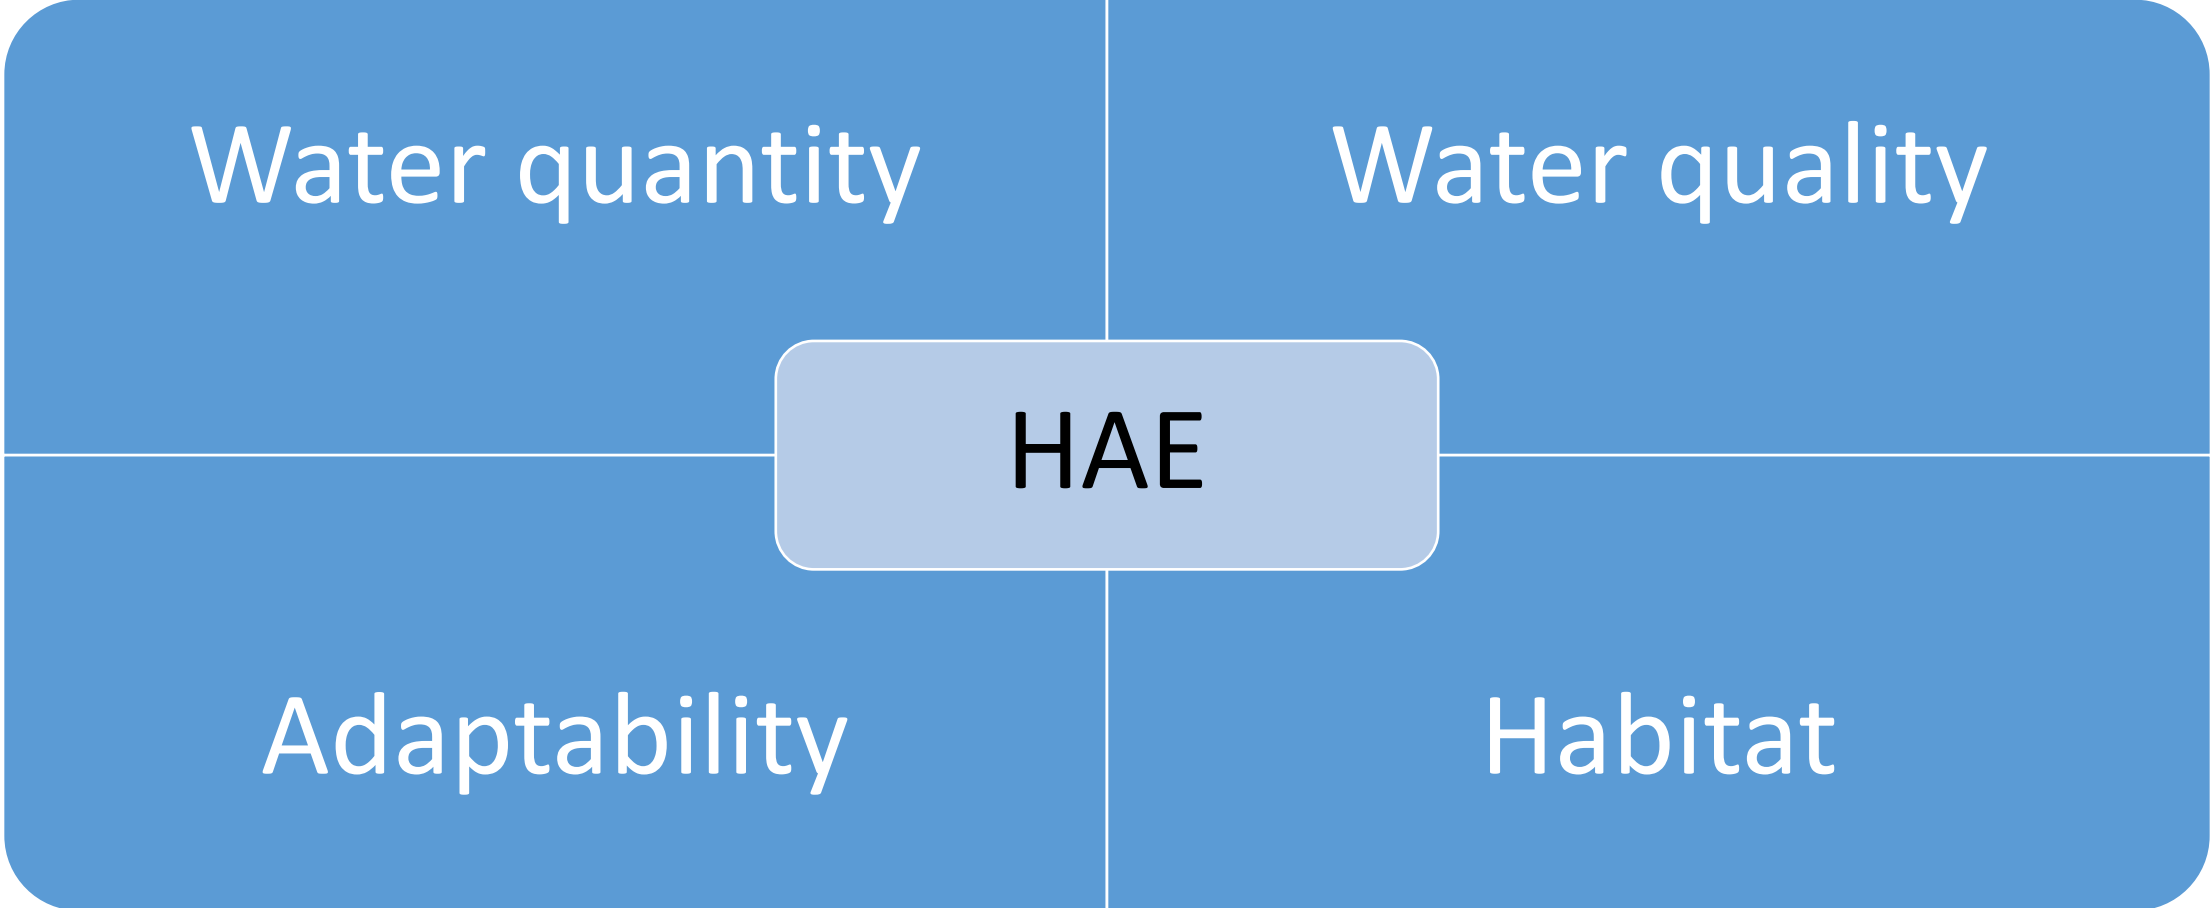 Water quantity
Water quality
HAE
Adaptability
Habitat